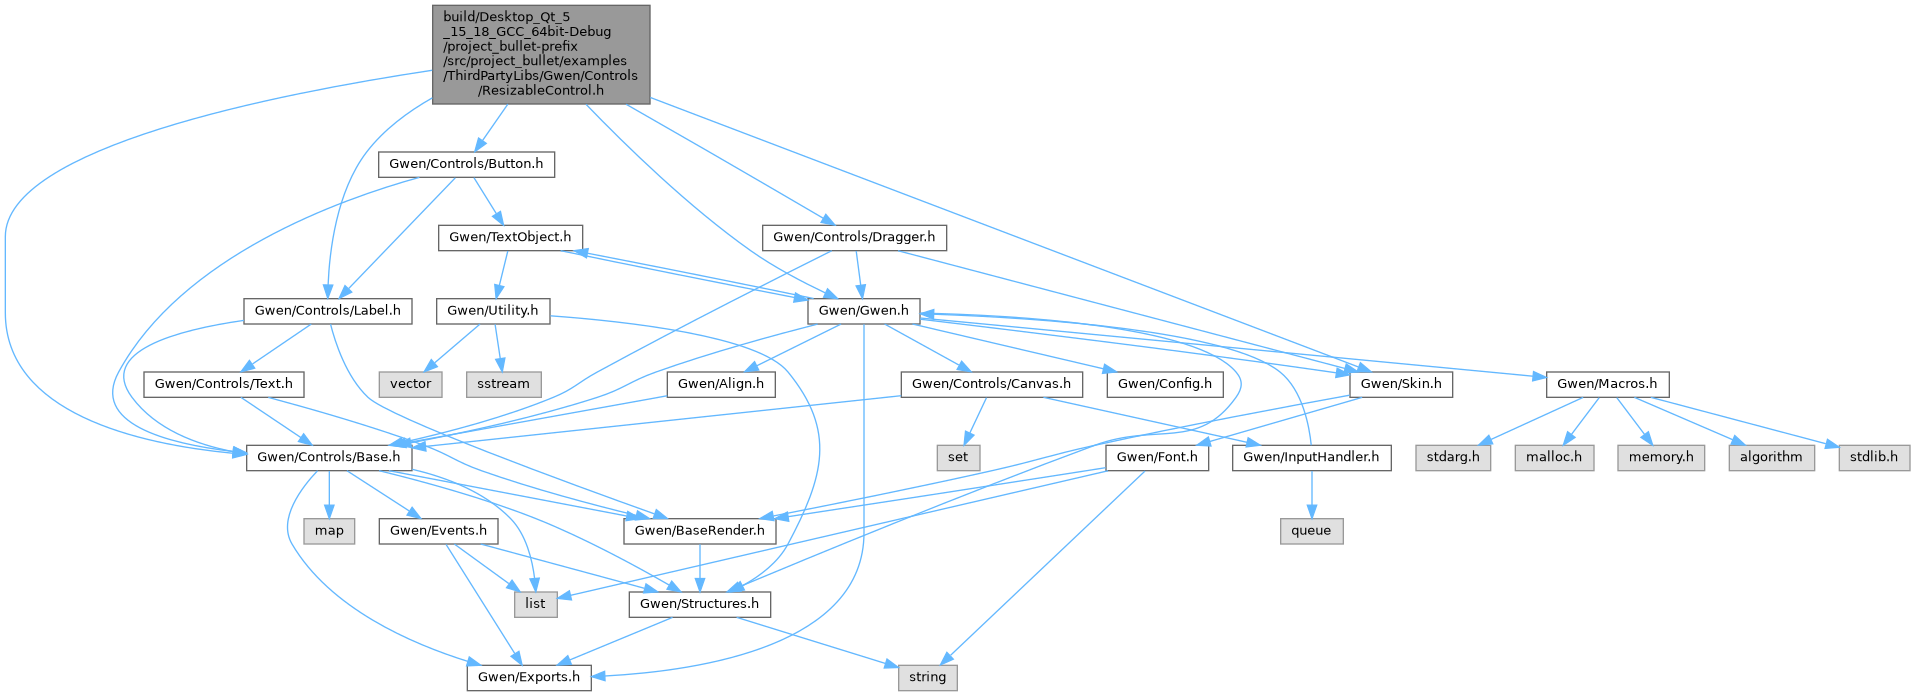 build/Desktop_Qt_5
_15_18_GCC_64bit-Debug
/project_bullet-prefix
/src/project_bullet/examples
/ThirdPartyLibs/Gwen/Controls
/ResizableControl.h
Gwen/Controls/Button.h
Gwen/TextObject.h
Gwen/Controls/Dragger.h
Gwen/Controls/Label.h
Gwen/Utility.h
Gwen/Gwen.h
Gwen/Controls/Text.h
vector
sstream
Gwen/Align.h
Gwen/Controls/Canvas.h
Gwen/Config.h
Gwen/Skin.h
Gwen/Macros.h
Gwen/Controls/Base.h
set
Gwen/Font.h
Gwen/InputHandler.h
stdarg.h
malloc.h
memory.h
algorithm
stdlib.h
map
Gwen/Events.h
Gwen/BaseRender.h
queue
list
Gwen/Structures.h
Gwen/Exports.h
string